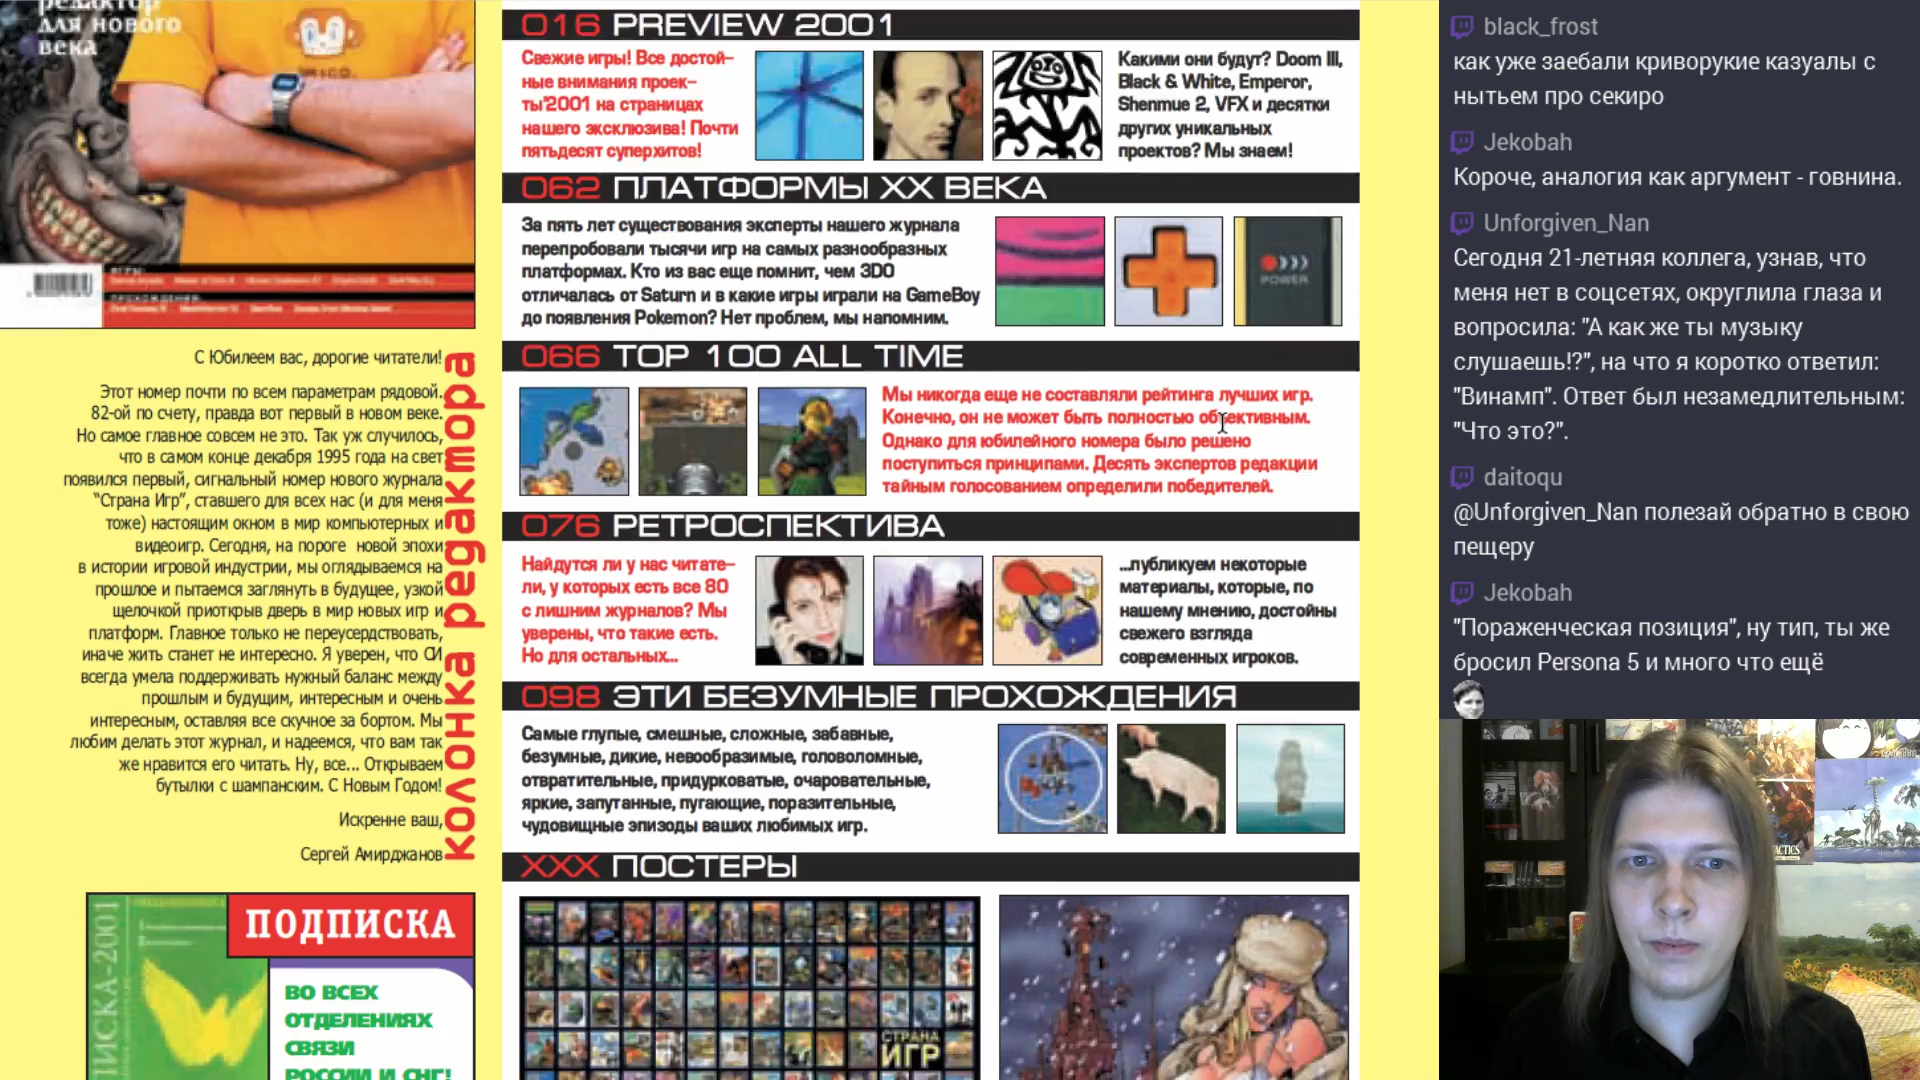 редактор
для нового
века
С Юбилеем вас, дорогие читатели!
Этот номер почти по всем параметрам рядовой.
82-ой по счету, правда вот первый в новом веке.
Но самое главное совсем не это. Так уж случилось,
что в самом конце декабря 1995 года на свет
появился первый, сигнальный номер нового журнала
“Страна Игр”, ставшего для всех нас (и для меня
тоже) настоящим окном в мир компьютерных и
видеоигр. Сегодня, на пороге новой эпохи
в истории игровой индустрии, мы оглядываемся на
прошлое и пытаемся заглянуть в будущее, узкой
щелочкой приоткрыв дверь в мир новых игр и
платформ. Главное только не переусердствовать,
иначе жить станет не интересно. Я уверен, что СИ
всегда умела поддерживать нужный баланс между
прошлым и будущим, интересным и очень
интересным, оставляя все скучное за бортом. Мы
любим делать этот журнал, и надеемся, что вам так
же нравится его читать. Ну, все... Открываем
бутылки с шампанским. С Новым Годом!
Искренне ваш,
Сергей Амирджанов
колонка редактора
ПОДПИСКА
ПИСКА-2001
ВО ВСЕХ
ОТДЕЛЕНИЯХ
СВЯЗИ
РОССИИ И СНГ!
016 PREVIEW 2001
Свежие игры! Все достой-
ные внимания проек-
ты'2001 на страницах
нашего эксклюзива! Почти
пятьдесят суперхитов!
Какими они будут? Doom III,
Black & White, Emperor,
Shenmue 2, VFX и десятки
других уникальных
проектов? Мы знаем!
062 ПЛАТФОРМЫ XX ВЕКА
За пять лет существования эксперты нашего журнала
перепробовали тысячи игр на самых разнообразных
платформах. Кто из вас еще помнит, чем 3DO
отличалась от Saturn и в какие игры играли на GameBoy
до появления Pokemon? Нет проблем, мы напомним.
POWER
066 TOP 100 ALL TIME
Мы никогда еще не составляли рейтинга лучших игр.
Конечно, он не может быть полностью объективным.
Однако для юбилейного номера было решено
поступиться принципами. Десять экспертов редакции
тайным голосованием определили победителей.
076 РЕТРОСПЕКТИВА
Найдутся ли у нас читате-
ли, у которых есть все 80
с лишним журналов? Мы
уверены, что такие есть.
Но для остальных...
...публикуем некоторые
материалы, которые, по
нашему мнению, достойны
свежего взгляда
современных игроков.
098 ЭТИ БЕЗУМНЫЕ ПРОХОЖДЕНИЯ
Самые глупые, смешные, сложные, забавные,
безумные, дикие, невообразимые, головоломные,
отвратительные, придурковатые, очаровательные,
яркие, запутанные, пугающие, поразительные,
чудовищные эпизоды ваших любимых игр.
XXX ПОСТЕРЫ
СТРАНА
ИГР
black_frost
как уже заебали криворукие казуалы с
нытьем про секиро
Jekobah
Короче, аналогия как аргумент - говнина.
Unforgiven_Nan
Сегодня 21-летняя коллега, узнав, что
меня нет в соцсетях, округлила глаза и
вопросила: "А как же ты музыку
слушаешь!?", на что я коротко ответил:
"Винамп". Ответ был незамедлительным:
"Что это?".
daitoqu
@Unforgiven_Nan полезай обратно в свою
пещеру
Jekobah
"Пораженческая позиция", ну тип, ты же
бросил Persona 5 и много что ещё